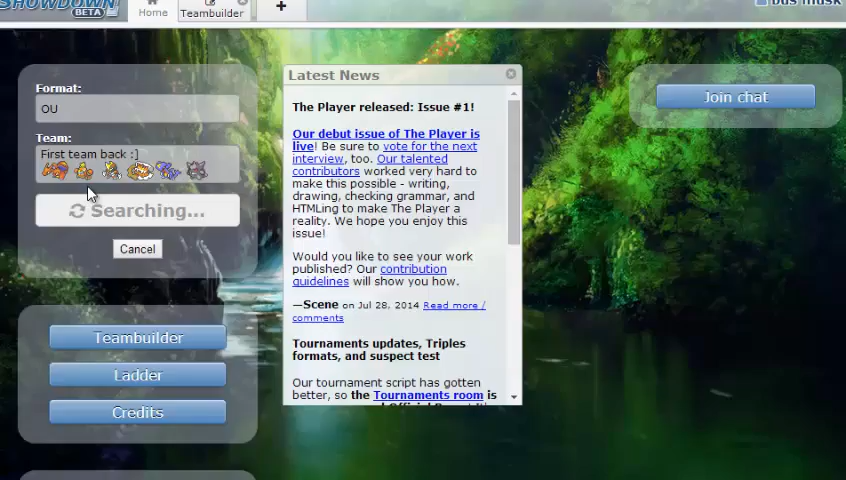 SHOWDOWN
BETA
Home
Teambuilder
+
Format:
OU
Team:
First team back :]
Searching...
Cancel
Teambuilder
Ladder
Credits
Latest News
The Player released: Issue #1!
Our debut issue of The Player is
live! Be sure to vote for the next
interview, too. Our talented
contributors worked very hard to
make this possible - writing,
drawing, checking grammar, and
HTMLing to make The Player a
reality. We hope you enjoy this
issue!
Would you like to see your work
published? Our contribution
guidelines will show you how.
—Scene on Jul 28, 2014 Read more /
comments
Tournaments updates, Triples
formats, and suspect test
Our tournament script has gotten
better, so the Tournaments room is
Join chat